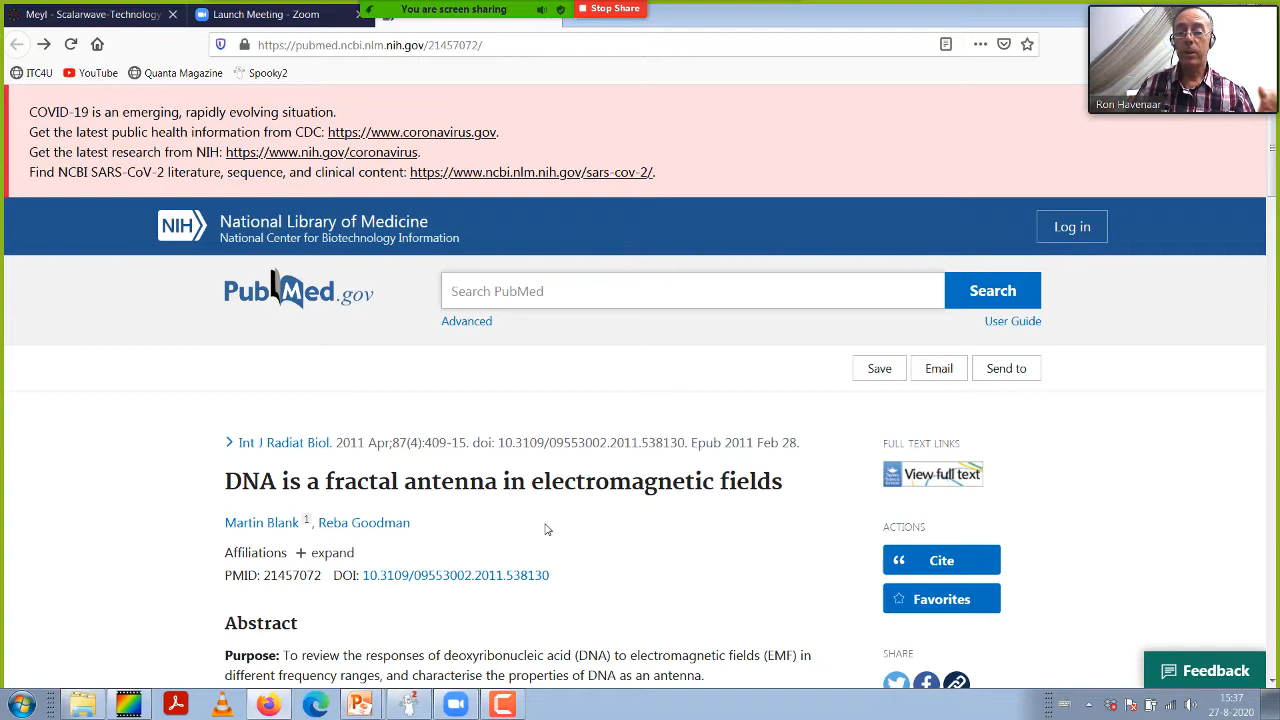 Meyl - Scalarwave-Technology
Launch Meeting - Zoom
You are screen sharing
Stop Share
https://pubmed.ncbi.nlm.nih.gov/21457072/
ITC4U
YouTube
Quanta Magazine
Spooky2
Ron Havenaar
COVID-19 is an emerging, rapidly evolving situation.
Get the latest public health information from CDC: https://www.coronavirus.gov.
Get the latest research from NIH: https://www.nih.gov/coronavirus.
Find NCBI SARS-CoV-2 literature, sequence, and clinical content: https://www.ncbi.nlm.nih.gov/sars-cov-2/.
NIH
National Library of Medicine
National Center for Biotechnology Information
Log in
PubMed.gov
Search PubMed
Search
Advanced
User Guide
Save
Email
Send to
Int J Radiat Biol. 2011 Apr;87(4):409-15. doi: 10.3109/09553002.2011.538130. Epub 2011 Feb 28.
DNA is a fractal antenna in electromagnetic fields
Martin Blank 1, Reba Goodman
Affiliations + expand
PMID: 21457072 DOI: 10.3109/09553002.2011.538130
Abstract
Purpose: To review the responses of deoxyribonucleic acid (DNA) to electromagnetic fields (EMF) in
different frequency ranges, and characterize the properties of DNA as an antenna.
FULL TEXT LINKS
View full text
ACTIONS
Cite
Favorites
SHARE
Feedback
15:37
27-8-2020